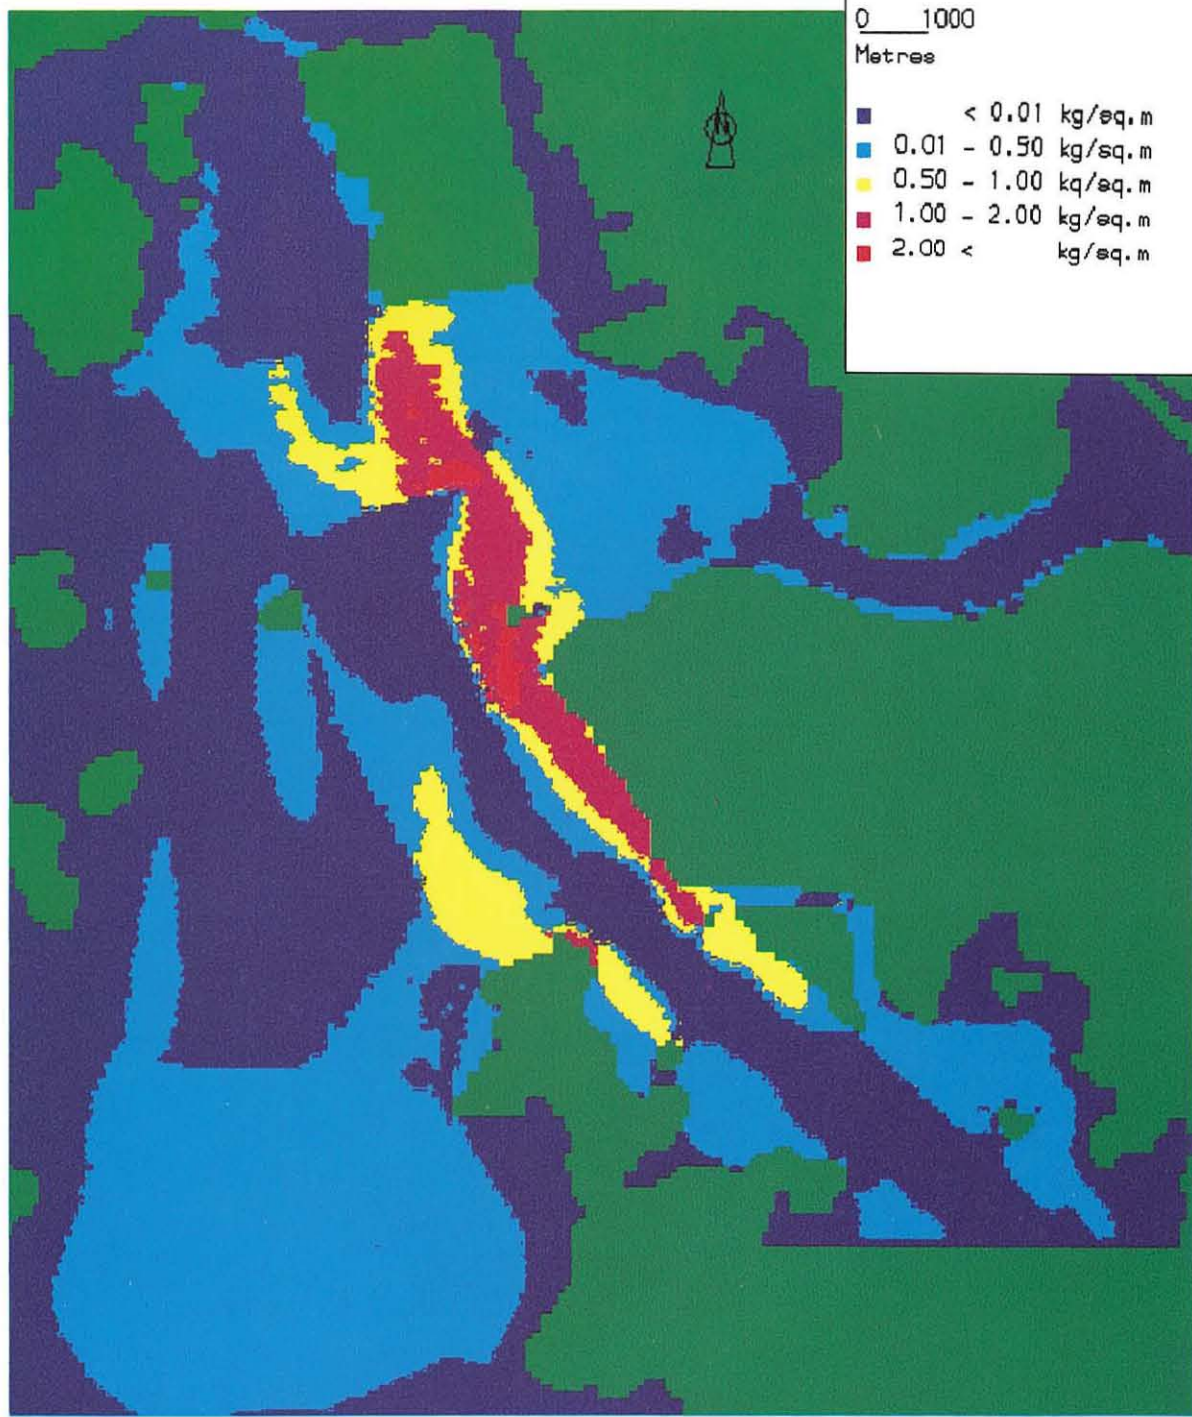 0 1000
Metres
< 0.01 kg/sq.m
0.01 - 0.50 kg/sq.m
0.50 - 1.00 kq/sq.m
1.00 - 2.00 kg/sq.m
2.00 < kg/sq.m
N